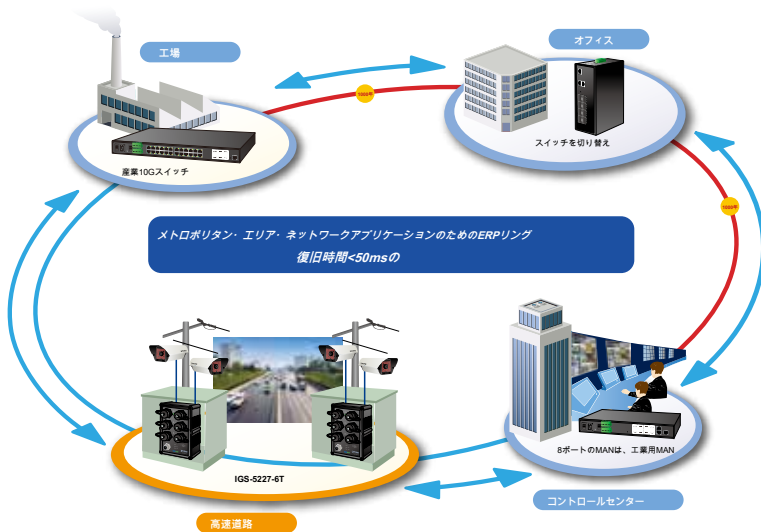 工場
オフィス
産業10Gスイッチ
スイッチを切り替え
メトロポリタン・エリア・ネットワークアプリケーションのためのERPリング
復旧時間<50msの
IGS-5227-6T
8ポートのMANは、工業用MAN
コントロールセンター
高速道路